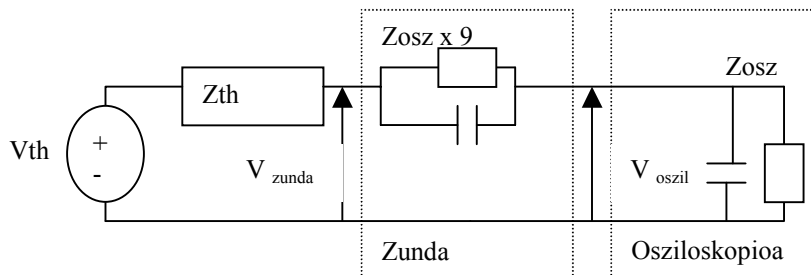 Zosz x 9
Zosz
Zth
Vth
+
-
V zunda
V oszil
Zunda
Osziloskopioa